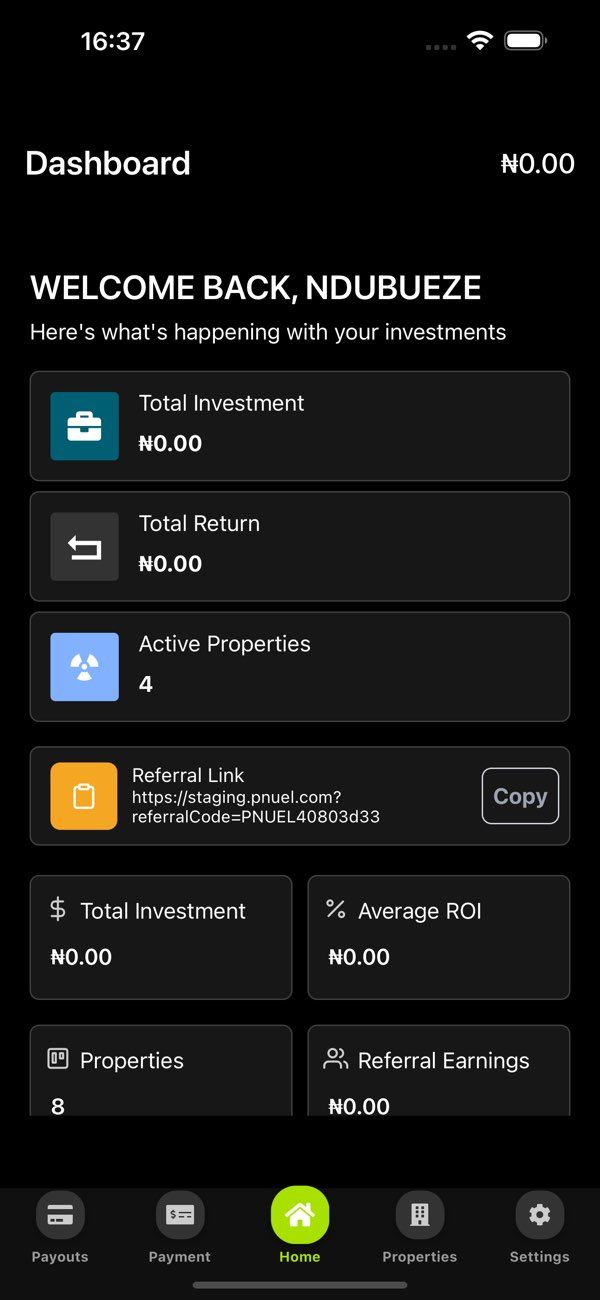 16:37
Dashboard
₦0.00
WELCOME BACK, NDUBUEZE
Here's what's happening with your investments
Total Investment
₦0.00
Total Return
₦0.00
Active Properties
4
Referral Link
https://staging.pnuel.com?
referralCode=PNUEL40803d33
Copy
$ Total Investment
₦0.00
% Average ROI
₦0.00
Properties
8
Referral Earnings
₦0.00
Payouts
Payment
Home
Properties
Settings